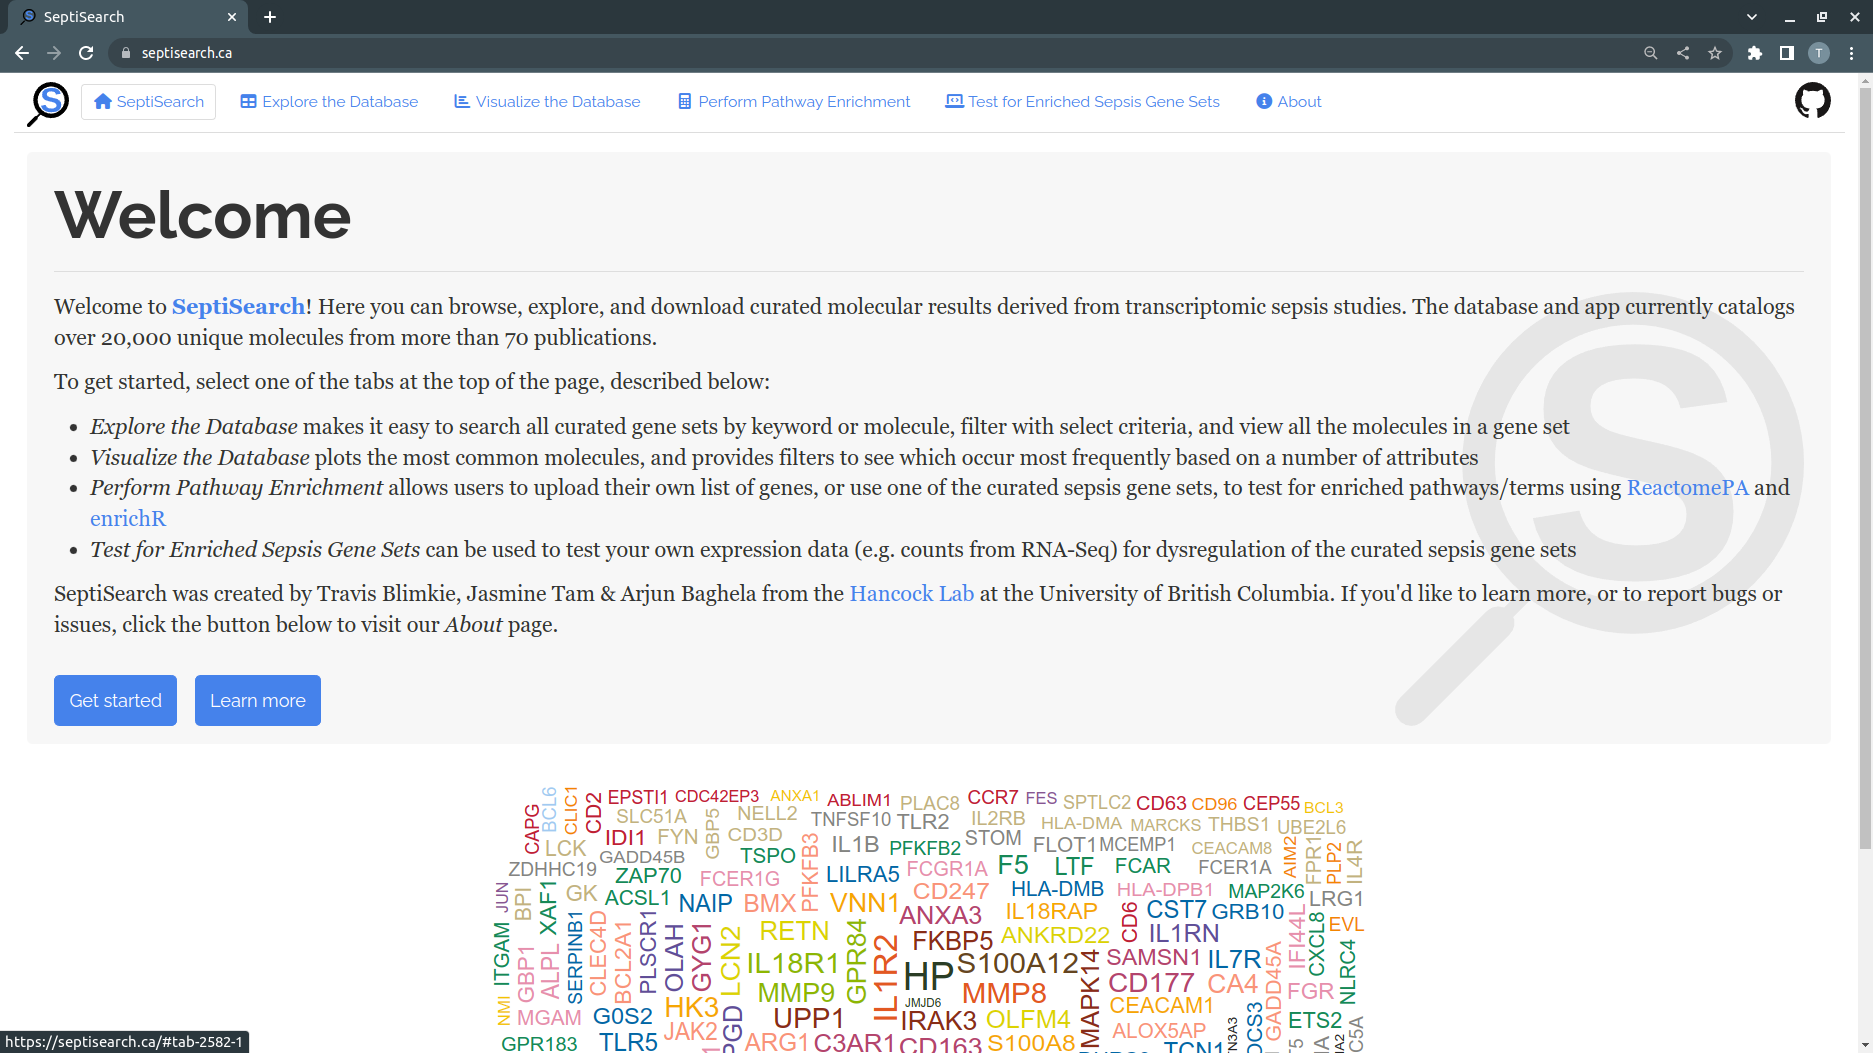 SeptiSearch
septisearch.ca
T
S SeptiSearch Explore the Database Visualize the Database Perform Pathway Enrichment Test for Enriched Sepsis Gene Sets About
Welcome
Welcome to SeptiSearch! Here you can browse, explore, and download curated molecular results derived from transcriptomic sepsis studies. The database and app currently catalogs
over 20,000 unique molecules from more than 70 publications.
To get started, select one of the tabs at the top of the page, described below:
• Explore the Database makes it easy to search all curated gene sets by keyword or molecule, filter with select criteria, and view all the molecules in a gene set
• Visualize the Database plots the most common molecules, and provides filters to see which occur most frequently based on a number of attributes
• Perform Pathway Enrichment allows users to upload their own list of genes, or use one of the curated sepsis gene sets, to test for enriched pathways/terms using ReactomePA and
enrichR
• Test for Enriched Sepsis Gene Sets can be used to test your own expression data (e.g. counts from RNA-Seq) for dysregulation of the curated sepsis gene sets
SeptiSearch was created by Travis Blimkie, Jasmine Tam & Arjun Baghela from the Hancock Lab at the University of British Columbia. If you'd like to learn more, or to report bugs or
issues, click the button below to visit our About page.
Get started Learn more
S
CAPG BCL6 CLIC1 CD2 EPSTI1 CDC42EP3 ANXA1 ABLIM1 PLAC8 CCR7 FES SPTLC2 CD63 CD96 CEP55 BCL3
SLC51A GBP5 NELL2 TNFSF10 TLR2 IL2RB HLA-DMA MARCKS THBS1 UBE2L6
LCK IDI1 FYN CD3D PFKFB3 IL1B PFKFB2 STOM FLOT1 MCEMP1 CEACAM8 AIM2 FPR1 PLP2 IL4R
ZDHHC19 GADD45B TSPO LILRA5 FCGR1A F5 LTF FCAR FCER1A
JUN BPI XAF1 GK ZAP70 FCER1G CD247 HLA-DMB HLA-DPB1 MAP2K6 LRG1
ACSL1 NAIP BMX VNN1 ANXA3 IL18RAP CD6 CST7 GRB10 IFI44L CXCL8 EVL
ITGAM GBP1 ALPL SERPINB1 CLEC4D BCL2A1 PLSCR1 OLAH GYG1 LCN2 RETN GPR84 IL1R2 FKBP5 ANKRD22 IL1RN
IL18R1 HP S100A12 MAPK14 SAMSN1 IL7R GADD45A NLRC4
MMP9 JMJD6 MMP8 CD177 CA4 FGR
NMI MGAM G0S2 HK3 UPP1 IRAK3 OLFM4 CEACAM1 ETS2
GPR183 TLR5 JAK2 PGD ARG1 C3AR1 CD163 S100A8 ALOX5AP TCN1
https://septisearch.ca/#tab-2582-1